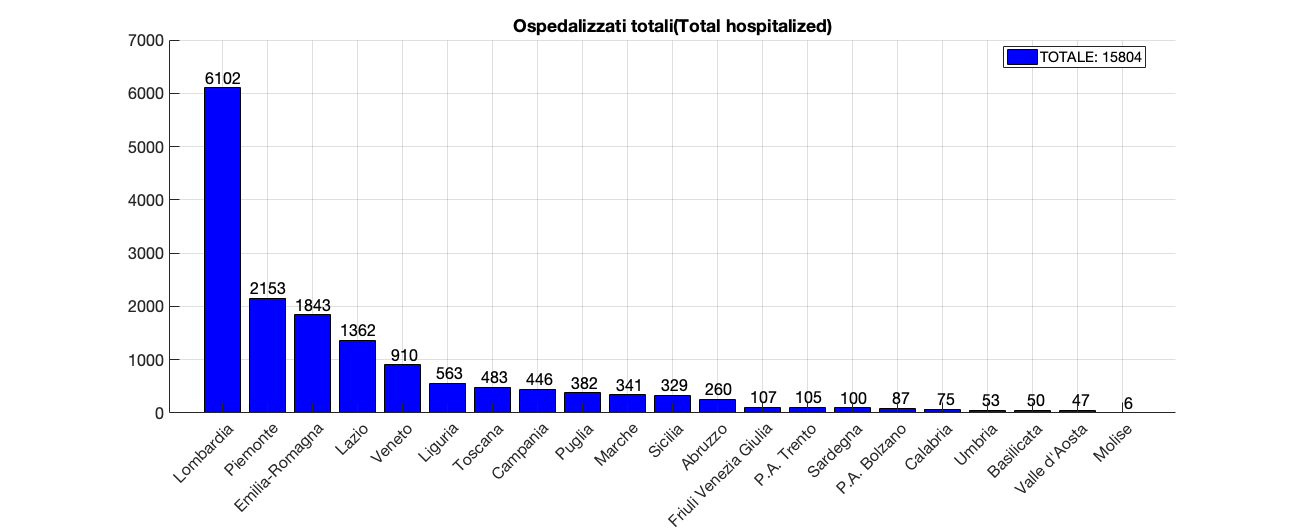 Ospedalizzati totali(Total hospitalized)
TOTALE: 15804
7000
6000
5000
4000
3000
2000
1000
0
6102
2153
1843
1362
910
563
483
446
382
341
329
260
107
105
100
87
75
53
50
47
6
Lombardia
Piemonte
Emilia-Romagna
Lazio
Veneto
Liguria
Toscana
Campania
Puglia
Marche
Sicilia
Abruzzo
Friuli Venezia Giulia
P.A. Trento
Sardegna
P.A. Bolzano
Calabria
Umbria
Basilicata
Valle d'Aosta
Molise